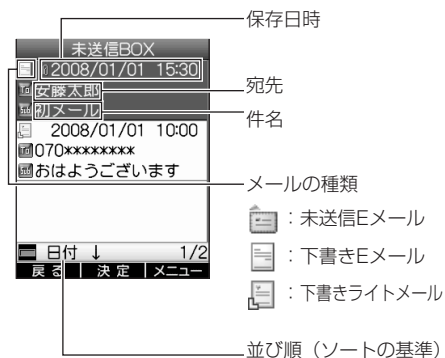 保存日時
未送信BOX
2008/01/01 15:30
To 安藤太郎
Sub 初メール
2008/01/01 10:00
To 070********
Sub おはようございます
日付 ↓ 1/2
戻る 決定 メニュー
宛先
件名
メールの種類
：未送信Eメール
：下書きEメール
：下書きライトメール
並び順（ソートの基準）